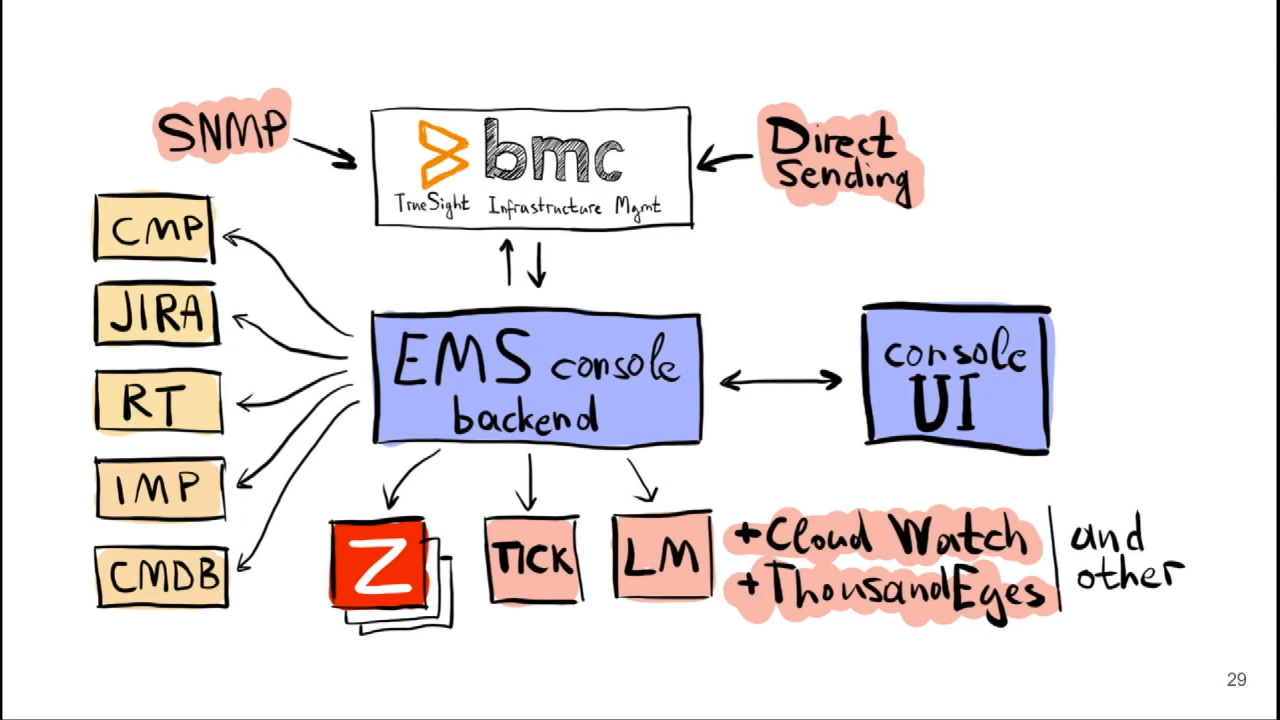 SNMP
bmc
TrueSight Infrastructure Mgmt
Direct
Sending
CMP
JIRA
RT
IMP
CMDB
EMS console
backend
console
UI
Z
TICK
LM
+Cloud Watch
+ThousandEyes
and
other
29